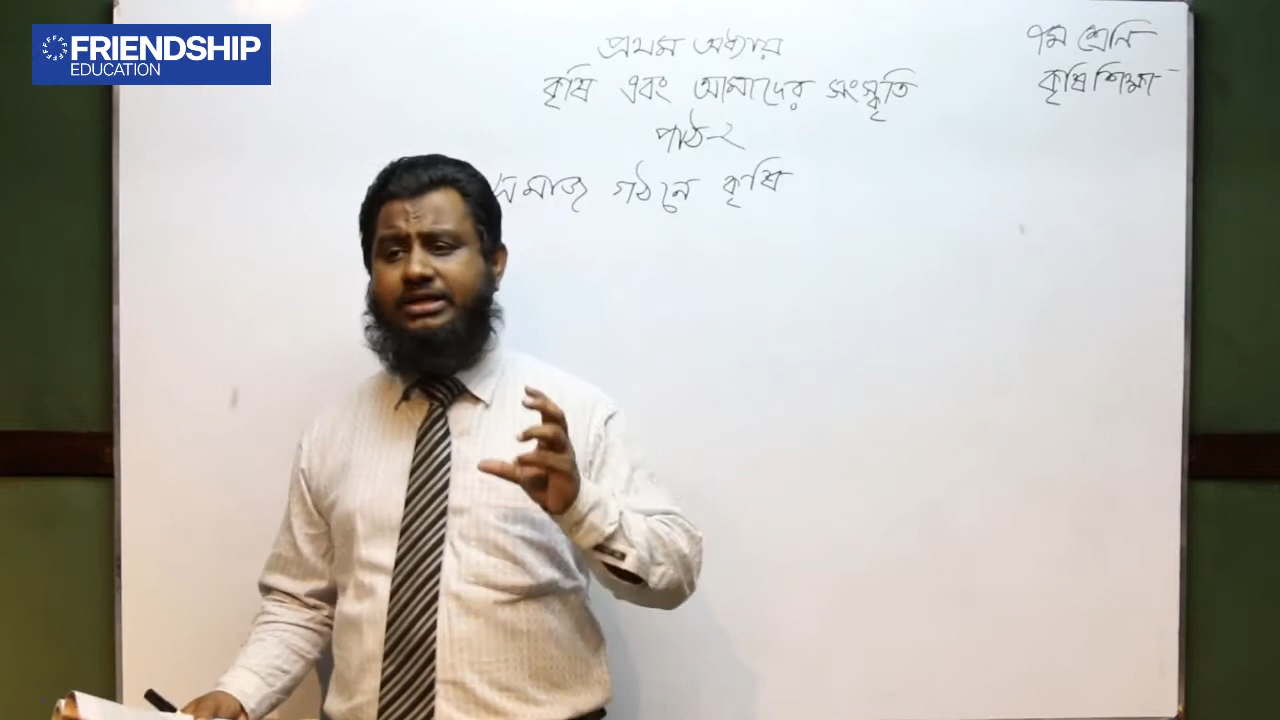 FRIENDSHIP
EDUCATION
প্রথম অধ্যায়
কৃষি এবং আমাদের সংস্কৃতি
পাঠ-২
সমাজ গঠনে কৃষি
৭ম শ্রেনি
কৃষি শিক্ষা